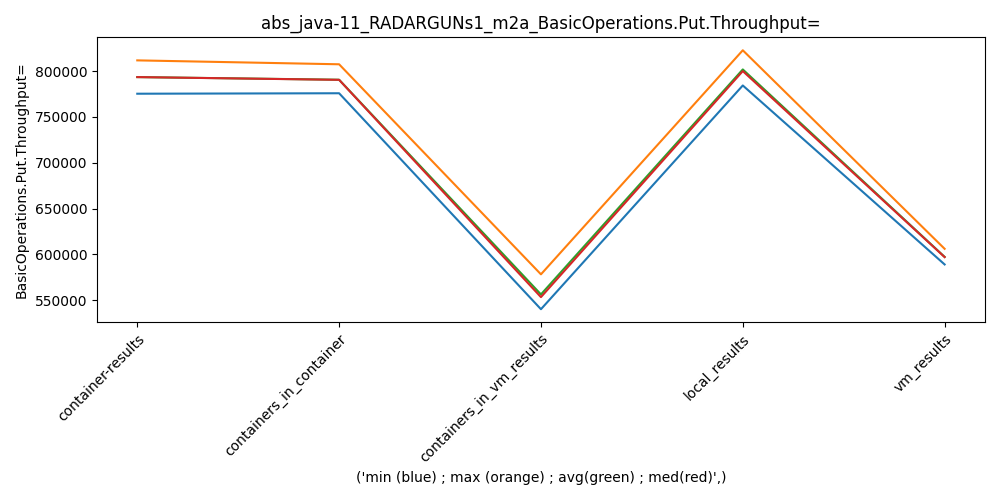 abs_java-11_RADARGUNs1_m2a_BasicOperations.Put.Throughput=
BasicOperations.Put.Throughput=
800000
750000
700000
650000
600000
550000
container-results
containers_in_container
containers_in_vm_results
local_results
vm_results
('min (blue) ; max (orange) ; avg(green) ; med(red)',)